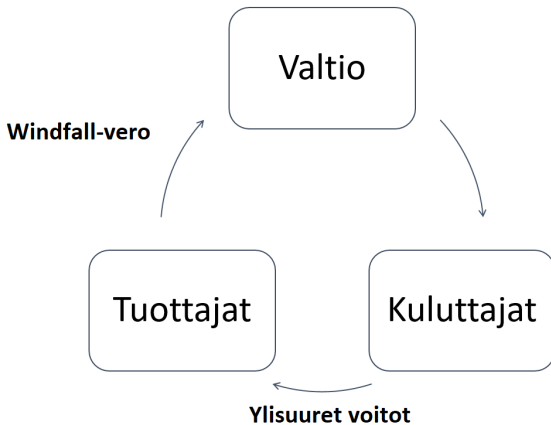 Valtio
Windfall-vero
Tuottajat
Kuluttajat
Ylisuuret voitot